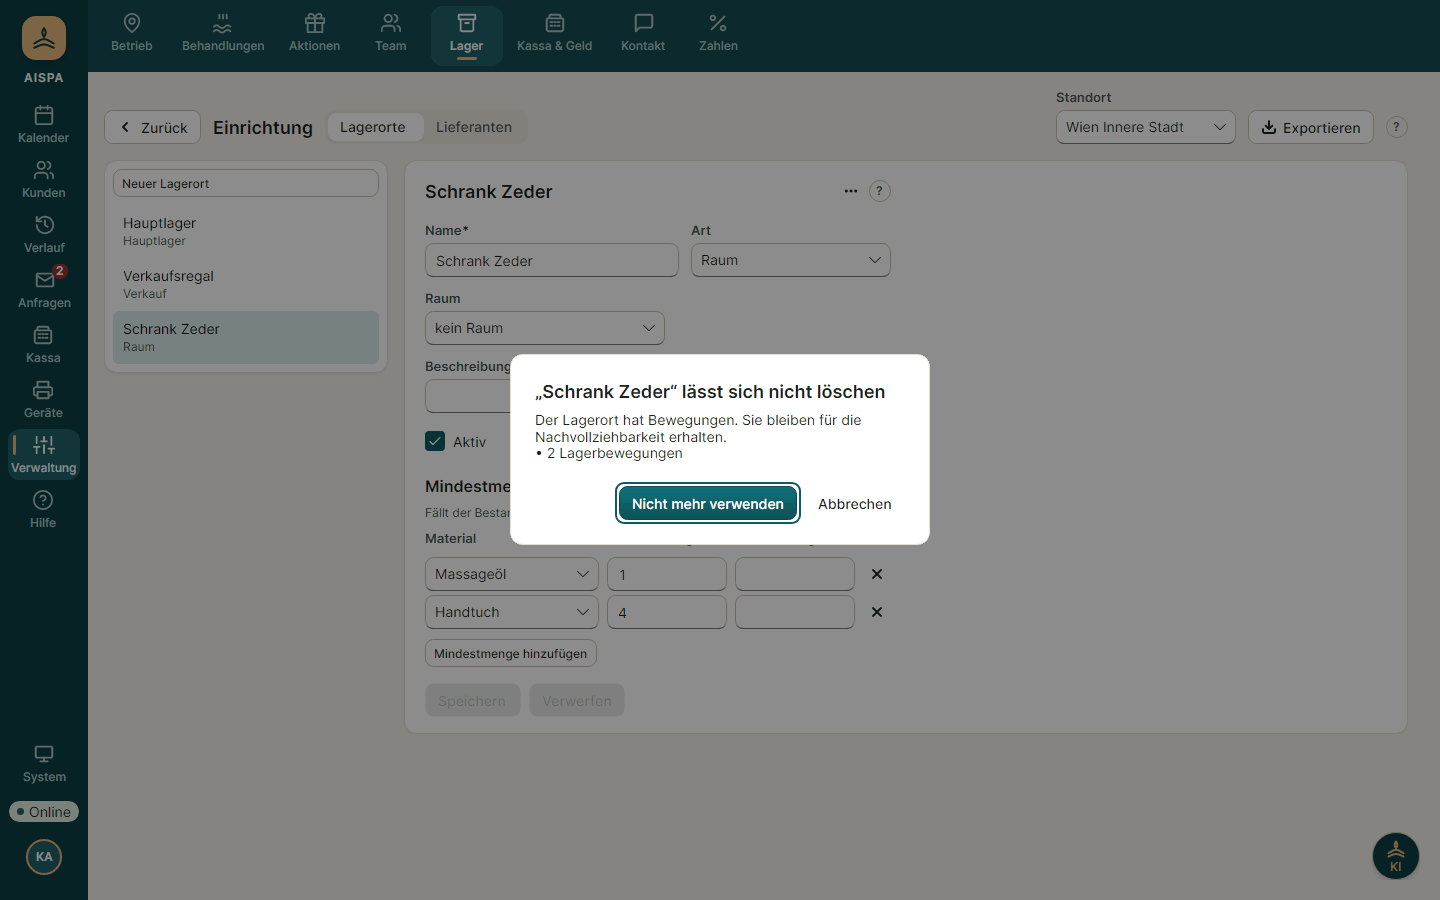 AISPA
Kalender
Kunden
Verlauf
2
Anfragen
Kassa
Geräte
Verwaltung
Hilfe
System
Online
KA
Betrieb
Behandlungen
Aktionen
Team
Lager
Kassa & Geld
Kontakt
Zahlen
Zurück
Einrichtung
Lagerorte
Lieferanten
Standort
Wien Innere Stadt
Exportieren
?
Neuer Lagerort
Hauptlager
Hauptlager
Verkaufsregal
Verkauf
Schrank Zeder
Raum
Schrank Zeder
?
Name*
Art
Schrank Zeder
Raum
Raum
kein Raum
Beschreibung
Aktiv
„Schrank Zeder“ lässt sich nicht löschen
Der Lagerort hat Bewegungen. Sie bleiben für die
Nachvollziehbarkeit erhalten.
• 2 Lagerbewegungen
Nicht mehr verwenden
Abbrechen
Mindestme
Fällt der Bestan
Material
Massageöl
1
Handtuch
4
Mindestmenge hinzufügen
Speichern
Verwerfen
KI